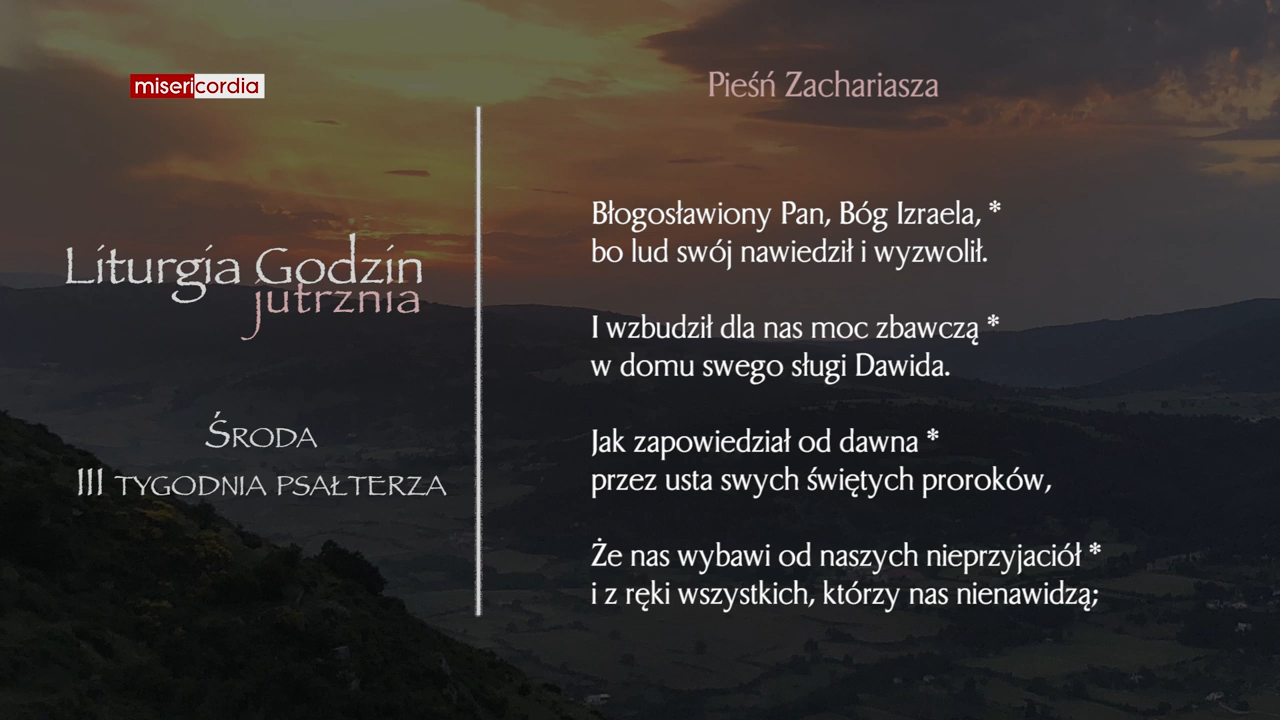 misericordia
Liturgia Godzin
jutrznia
Środa
III tygodnia psałterza
Pieśń Zachariasza
Błogosławiony Pan, Bóg Izraela, *
bo lud swój nawiedził i wyzwolił.
I wzbudził dla nas moc zbawczą *
w domu swego sługi Dawida.
Jak zapowiedział od dawna *
przez usta swych świętych proroków,
Że nas wybawi od naszych nieprzyjaciół *
i z ręki wszystkich, którzy nas nienawidzą;